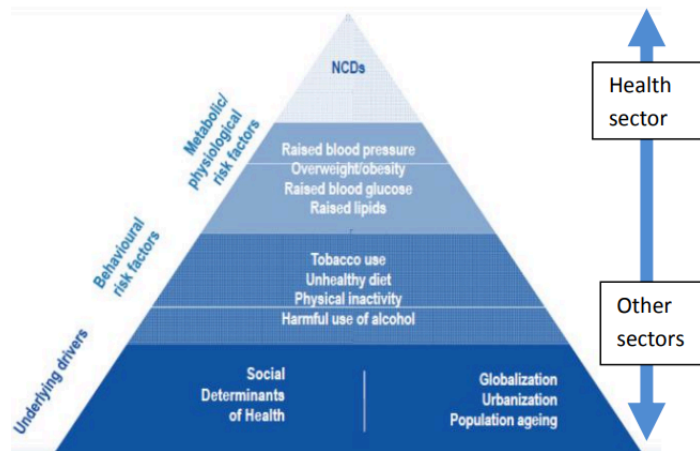 NCDs
Metabolic/
physiological
risk factors
Raised blood pressure
Overweight/obesity
Raised blood glucose
Raised lipids
Behavioural
risk factors
Tobacco use
Unhealthy diet
Physical inactivity
Harmful use of alcohol
Underlying drivers
Social
Determinants
of Health
Globalization
Urbanization
Population ageing
Health
sector
Other
sectors